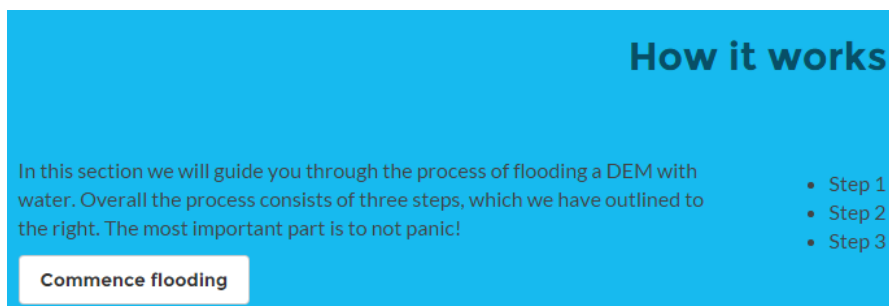 How it works
In this section we will guide you through the process of flooding a DEM with
water. Overall the process consists of three steps, which we have outlined to
the right. The most important part is to not panic!
• Step 1
• Step 2
• Step 3
Commence flooding